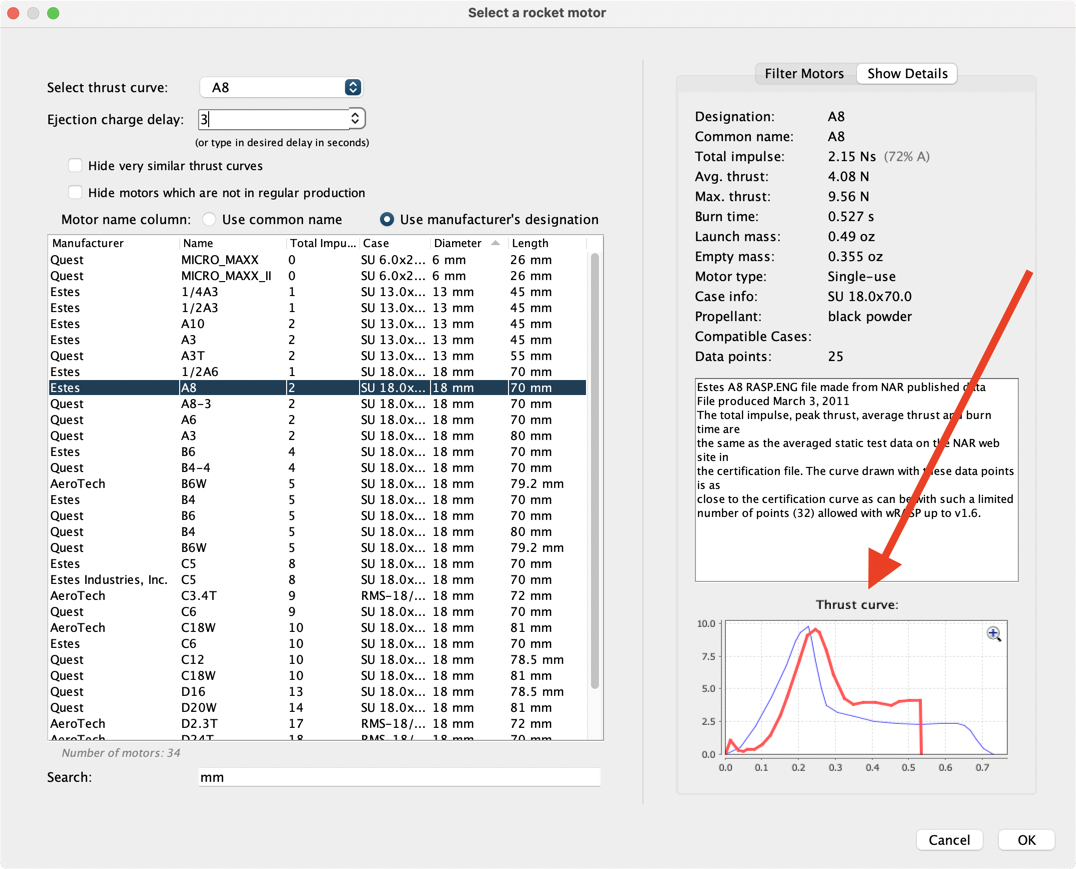 Select a rocket motor
Select thrust curve: A8
Ejection charge delay: 3
(or type in desired delay in seconds)
Hide very similar thrust curves
Hide motors which are not in regular production
Motor name column: Use common name Use manufacturer's designation
Manufacturer Name Total Impu... Case Diameter Length
Quest MICRO_MAXX 0 SU 6.0x2... 6 mm 26 mm
Quest MICRO_MAXX_II 0 SU 6.0x2... 6 mm 26 mm
Estes 1/4A3 1 SU 13.0x... 13 mm 45 mm
Estes 1/2A3 1 SU 13.0x... 13 mm 45 mm
Estes A10 2 SU 13.0x... 13 mm 45 mm
Estes A3 2 SU 13.0x... 13 mm 45 mm
Quest A3T 2 SU 13.0x... 13 mm 55 mm
Estes 1/2A6 1 SU 18.0x... 18 mm 70 mm
Estes A8 2 SU 18.0x... 18 mm 70 mm
Quest A8-3 2 SU 18.0x... 18 mm 70 mm
Quest A6 2 SU 18.0x... 18 mm 70 mm
Quest A3 2 SU 18.0x... 18 mm 80 mm
Estes B6 4 SU 18.0x... 18 mm 70 mm
Quest B4-4 4 SU 18.0x... 18 mm 70 mm
AeroTech B6W 5 SU 18.0x... 18 mm 79.2 mm
Estes B4 5 SU 18.0x... 18 mm 70 mm
Quest B6 5 SU 18.0x... 18 mm 70 mm
Quest B4 5 SU 18.0x... 18 mm 80 mm
Quest B6W 5 SU 18.0x... 18 mm 79.2 mm
Estes C5 8 SU 18.0x... 18 mm 70 mm
Estes Industries, Inc. C5 8 SU 18.0x... 18 mm 70 mm
AeroTech C3.4T 9 RMS-18/... 18 mm 72 mm
Quest C6 9 SU 18.0x... 18 mm 70 mm
AeroTech C18W 10 SU 18.0x... 18 mm 81 mm
Estes C6 10 SU 18.0x... 18 mm 70 mm
Quest C12 10 SU 18.0x... 18 mm 78.5 mm
Quest C18W 10 SU 18.0x... 18 mm 81 mm
Quest D16 13 SU 18.0x... 18 mm 78.5 mm
Quest D20W 14 SU 18.0x... 18 mm 81 mm
AeroTech D2.3T 17 RMS-18/... 18 mm 72 mm
AeroTech D24T 18 RMS-18/... 18 mm 70 mm
Number of motors: 34
Search: mm
Filter Motors Show Details
Designation: A8
Common name: A8
Total impulse: 2.15 Ns (72% A)
Avg. thrust: 4.08 N
Max. thrust: 9.56 N
Burn time: 0.527 s
Launch mass: 0.49 oz
Empty mass: 0.355 oz
Motor type: Single-use
Case info: SU 18.0x70.0
Propellant: black powder
Compatible Cases:
Data points: 25
Estes A8 RASP.ENG file made from NAR published data
File produced March 3, 2011
The total impulse, peak thrust, average thrust and burn
time are
the same as the averaged static test data on the NAR web
site in
the certification file. The curve drawn with these data points
is as
close to the certification curve as can be with such a limited
number of points (32) allowed with wRASP up to v1.6.
Thrust curve:
10.0
7.5
5.0
2.5
0.0
0.0 0.1 0.2 0.3 0.4 0.5 0.6 0.7
Cancel OK